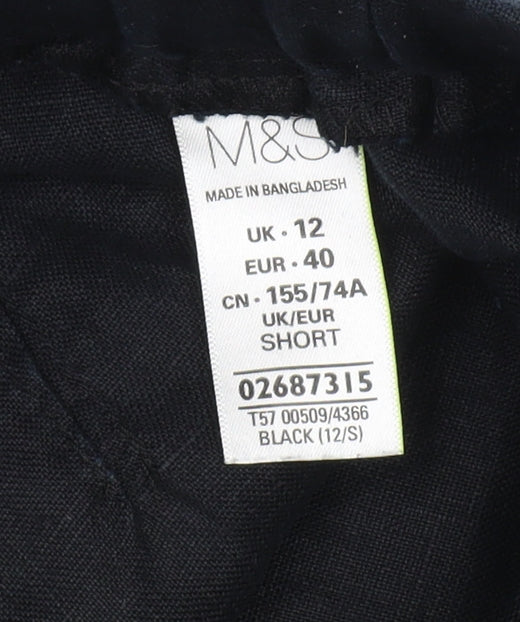 M&S
MADE IN BANGLADESH
UK · 12
EUR · 40
CN · 155/74A
UK/EUR
SHORT
02687315
T57 00509/4366
BLACK (12/S)